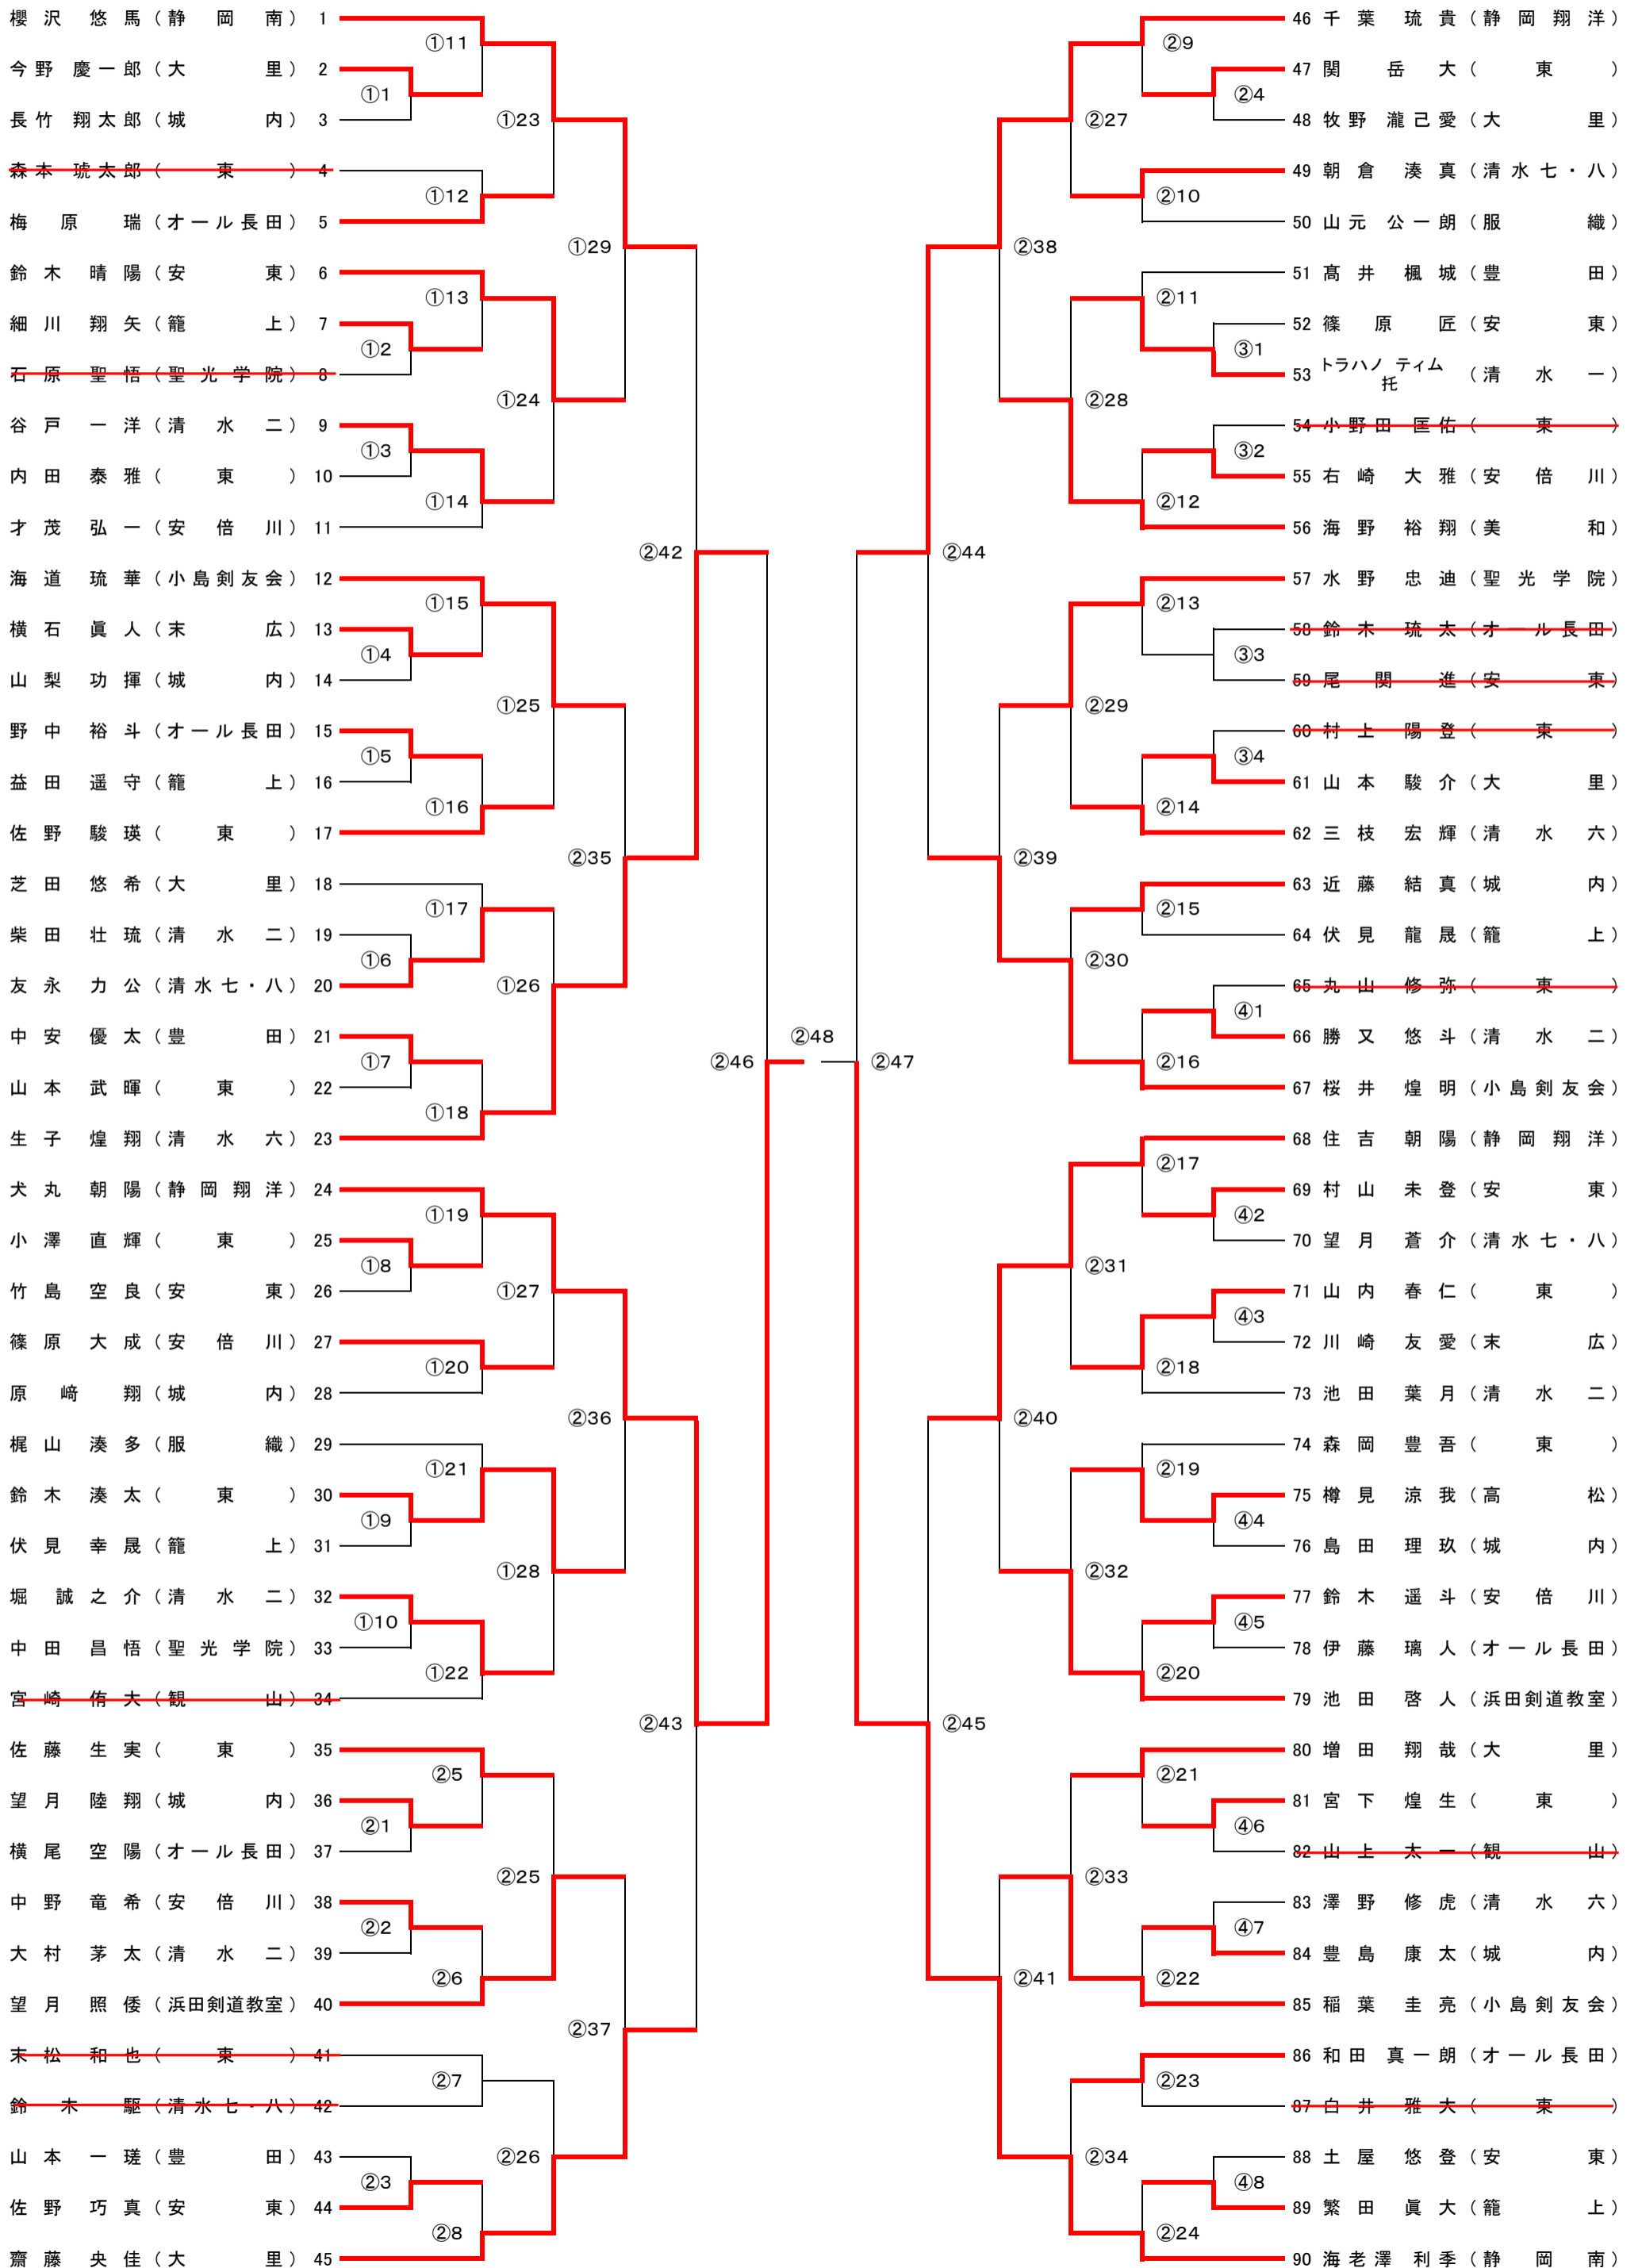 櫻沢 悠馬（静岡南） 1
今野 慶一郎（大里） 2
長竹 翔太郎（城内） 3
森本 琥太郎（東） 4
梅原 瑞（オール長田） 5
鈴木 晴陽（安東） 6
細川 翔矢（籠上） 7
石原 聖悟（聖光学院） 8
谷戸 一洋（清水二） 9
内田 泰雅（東） 10
才茂 弘一（安倍川） 11
海道 琉華（小島剣友会） 12
横石 眞人（末広） 13
山梨 功揮（城内） 14
野中 裕斗（オール長田） 15
益田 遥守（籠上） 16
佐野 駿瑛（東） 17
芝田 悠希（大里） 18
柴田 壮琉（清水二） 19
友永 力公（清水七・八） 20
中安 優太（豊田） 21
山本 武暉（東） 22
生子 煌翔（清水六） 23
犬丸 朝陽（静岡翔洋） 24
小澤 直輝（東） 25
竹島 空良（安東） 26
篠原 大成（安倍川） 27
原﨑 翔（城内） 28
梶山 湊多（服織） 29
鈴木 湊太（東） 30
伏見 幸晟（籠上） 31
堀 誠之介（清水二） 32
中田 昌悟（聖光学院） 33
宮崎 侑大（観山） 34
佐藤 生実（東） 35
望月 陸翔（城内） 36
横尾 空陽（オール長田） 37
中野 竜希（安倍川） 38
大村 茅太（清水二） 39
望月 照倭（浜田剣道教室） 40
末松 和也（東） 41
鈴木 駆（清水七・八） 42
山本 一瑳（豊田） 43
佐野 巧真（安東） 44
齋藤 央佳（大里） 45
①1
①2
①3
①4
①5
①6
①7
①8
①9
①10
②1
②2
②3
①11
①12
①13
①14
①15
①16
①17
①18
①19
①20
①21
①22
②5
②6
②7
②8
①23
①24
①25
①26
①27
①28
②25
②26
①29
②35
②36
②37
②42
②43
②46
②48
②47
②44
②45
②38
②39
②40
②41
②27
②28
②29
②30
②31
②32
②33
②34
②9
②10
②11
②12
②13
②14
②15
②16
②17
②18
②19
②20
②21
②22
②23
②24
②4
③1
③2
③3
③4
④1
④2
④3
④4
④5
④6
④7
④8
46 千葉 琉貴（静岡翔洋）
47 関 岳大（東）
48 牧野 瀧己愛（大里）
49 朝倉 湊真（清水七・八）
50 山元 公一朗（服織）
51 髙井 楓城（豊田）
52 篠原 匠（安東）
53 トラハノ ティム托（清水一）
54 小野田 匡佑（東）
55 右崎 大雅（安倍川）
56 海野 裕翔（美和）
57 水野 忠迪（聖光学院）
58 鈴木 琉太（オール長田）
59 尾関 進（安東）
60 村上 陽登（東）
61 山本 駿介（大里）
62 三枝 宏輝（清水六）
63 近藤 結真（城内）
64 伏見 龍晟（籠上）
65 丸山 修弥（東）
66 勝又 悠斗（清水二）
67 桜井 煌明（小島剣友会）
68 住吉 朝陽（静岡翔洋）
69 村山 未登（安東）
70 望月 蒼介（清水七・八）
71 山内 春仁（東）
72 川崎 友愛（末広）
73 池田 葉月（清水二）
74 森岡 豊吾（東）
75 樽見 涼我（高松）
76 島田 理玖（城内）
77 鈴木 遥斗（安倍川）
78 伊藤 璃人（オール長田）
79 池田 啓人（浜田剣道教室）
80 増田 翔哉（大里）
81 宮下 煌生（東）
82 山上 太一（観山）
83 澤野 修虎（清水六）
84 豊島 康太（城内）
85 稲葉 圭亮（小島剣友会）
86 和田 真一朗（オール長田）
87 白井 雅大（東）
88 土屋 悠登（安東）
89 繁田 眞大（籠上）
90 海老澤 利季（静岡南）